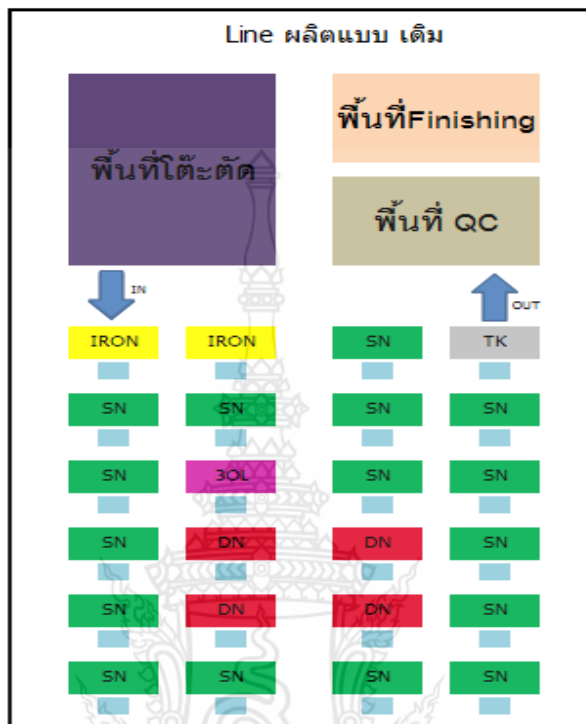 Line ผลิตแบบ เดิม
พื้นที่โต๊ะตัด
พื้นที่Finishing
พื้นที่ QC
IN
OUT
IRON IRON SN TK
SN SN SN SN
SN 3OL SN SN
SN DN DN SN
SN DN DN SN
SN SN SN SN